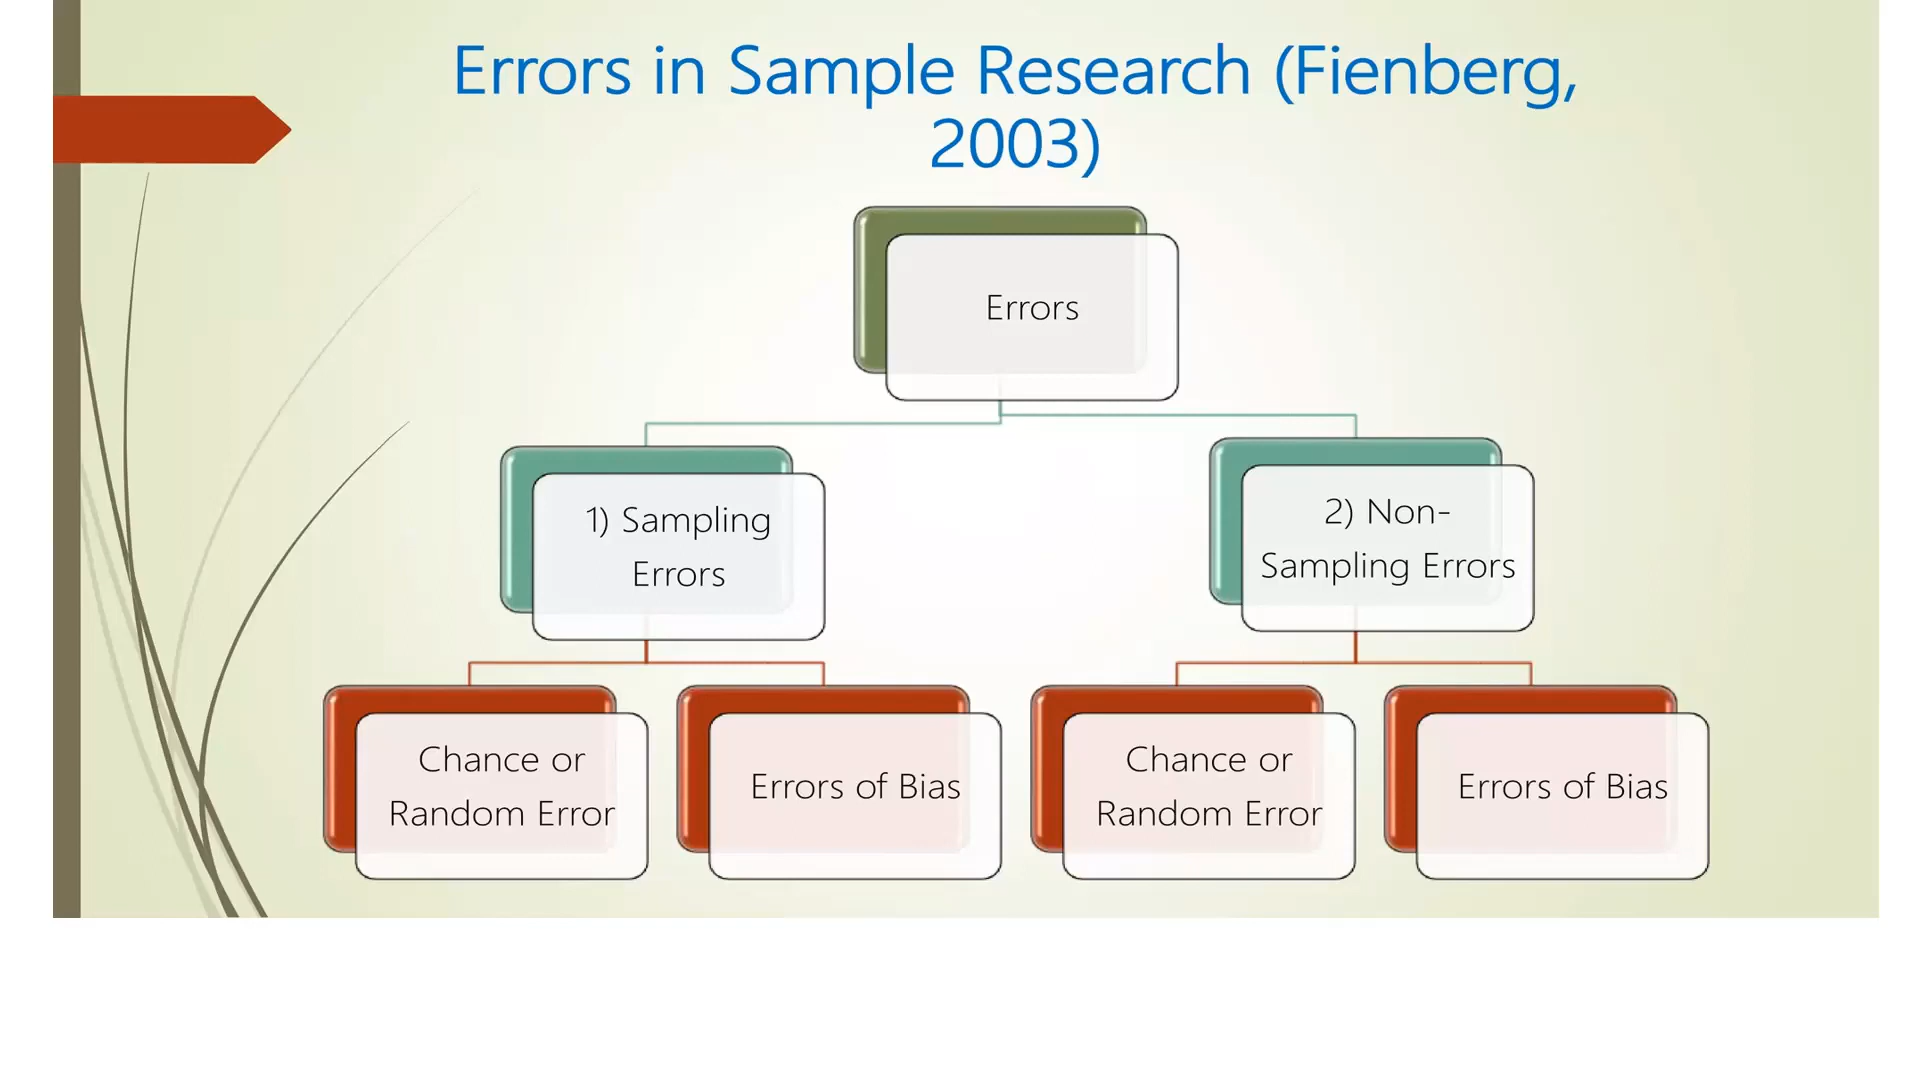 Errors in Sample Research (Fienberg,
2003)
Errors
1) Sampling
Errors
2) Non-
Sampling Errors
Chance or
Random Error
Errors of Bias
Chance or
Random Error
Errors of Bias